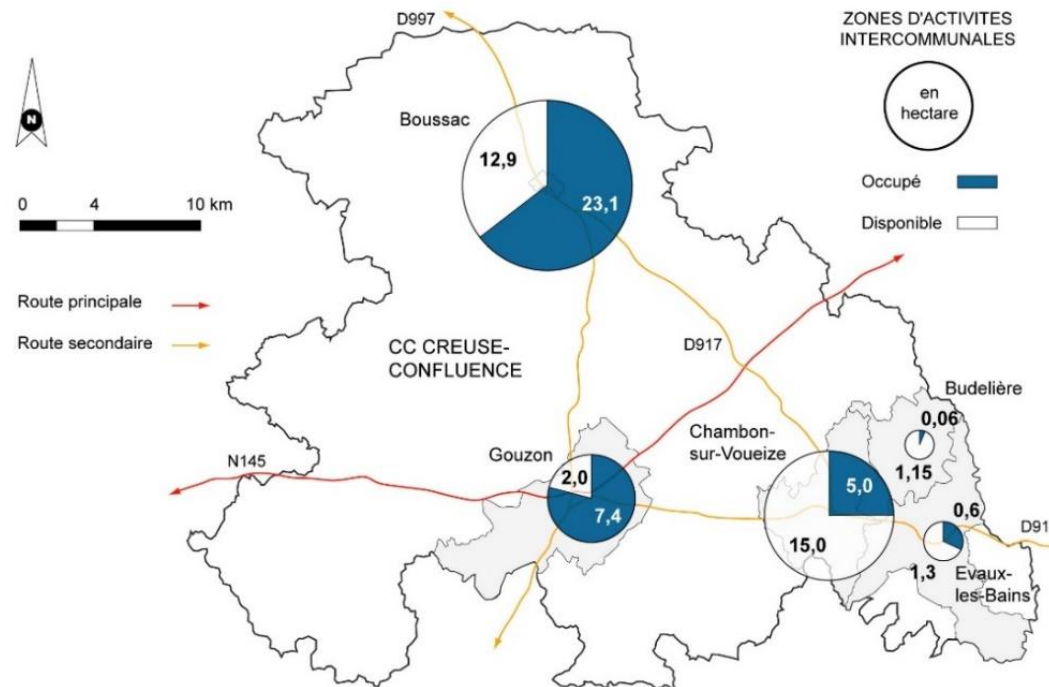 D997
ZONES D'ACTIVITES
INTERCOMMUNALES
en
hectare
Occupé
Disponible
N
0 4 10 km
Route principale
Route secondaire
Boussac
12,9
23,1
CC CREUSE-
CONFLUENCE
D917
N145
Gouzon
2,0
7,4
Chambon-
sur-Voueize
5,0
15,0
Budelière
0,06
1,15
0,6
1,3
Evaux-
les-Bains
D91